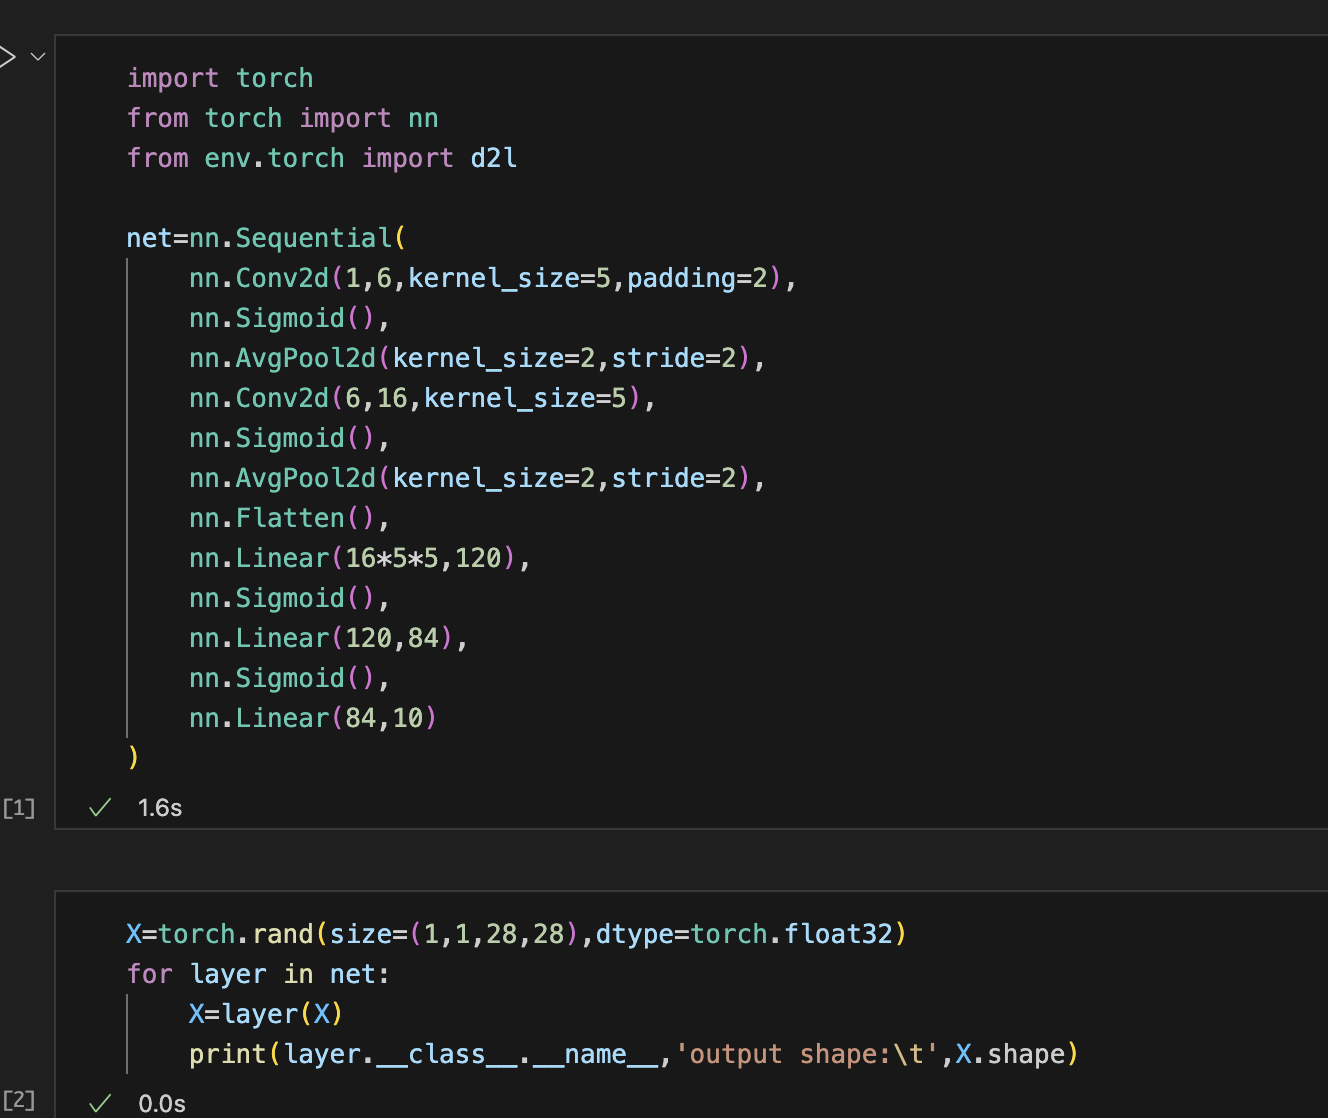 import torch
from torch import nn
from env.torch import d2l
net=nn.Sequential(
nn.Conv2d(1,6,kernel_size=5,padding=2),
nn.Sigmoid(),
nn.AvgPool2d(kernel_size=2,stride=2),
nn.Conv2d(6,16,kernel_size=5),
nn.Sigmoid(),
nn.AvgPool2d(kernel_size=2,stride=2),
nn.Flatten(),
nn.Linear(16*5*5,120),
nn.Sigmoid(),
nn.Linear(120,84),
nn.Sigmoid(),
nn.Linear(84,10)
)
[1] 1.6s
X=torch.rand(size=(1,1,28,28),dtype=torch.float32)
for layer in net:
X=layer(X)
print(layer.__class__.__name__,'output shape:\t',X.shape)
[2] 0.0s